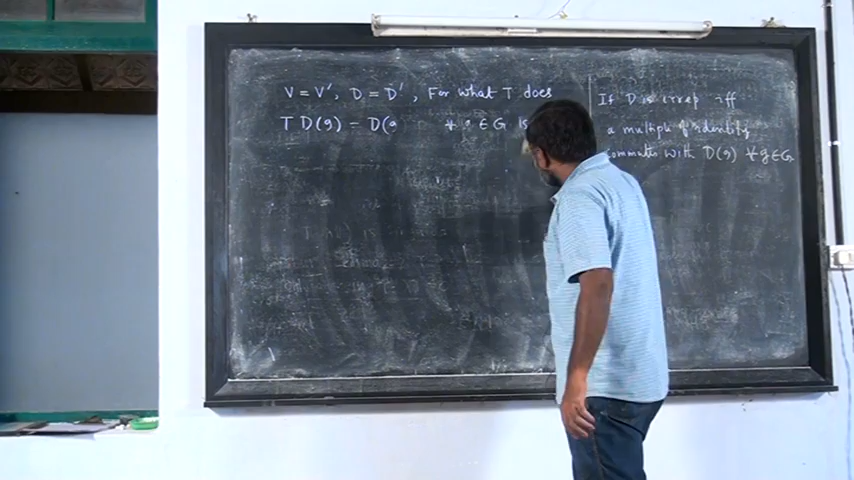 V = V', D = D', For what T does
T D(g) = D(g ∀ g ∈ G is
If D is irrep iff
a multiple of identity
commutes with D(g) ∀ g ∈ G